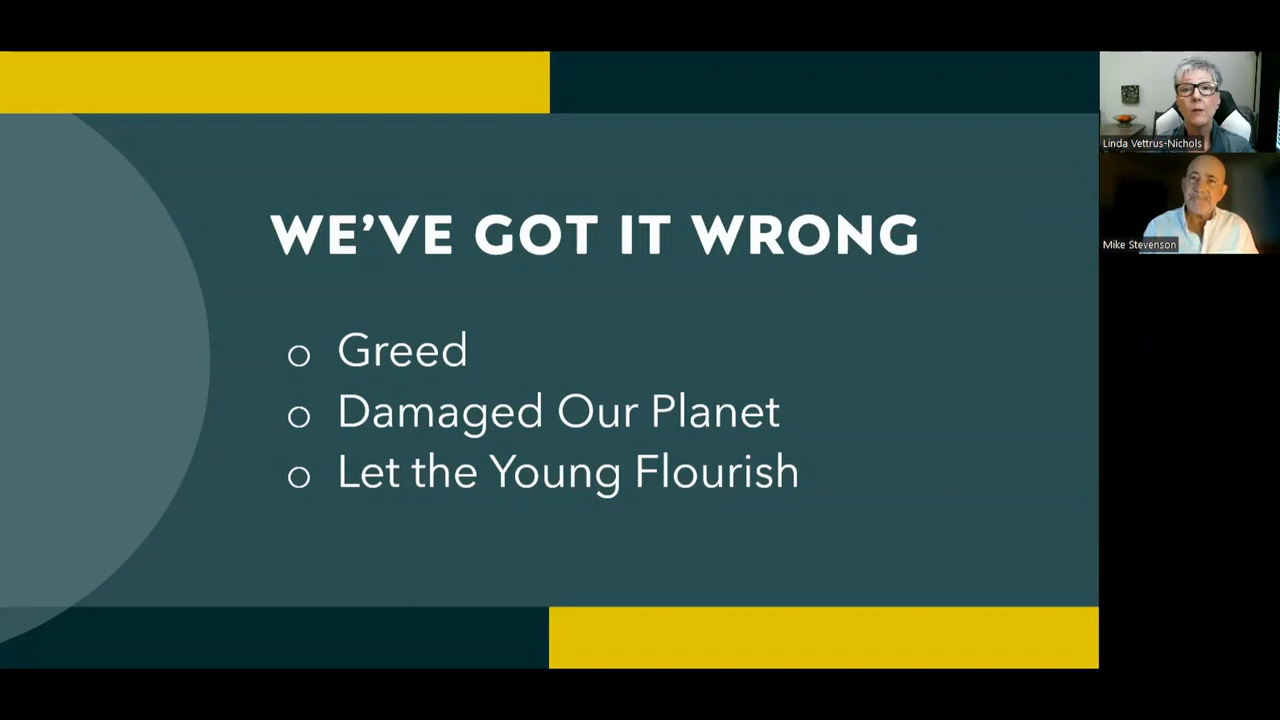 WE'VE GOT IT WRONG
o Greed
o Damaged Our Planet
o Let the Young Flourish
Linda Vettrus-Nichols
Mike Stevenson